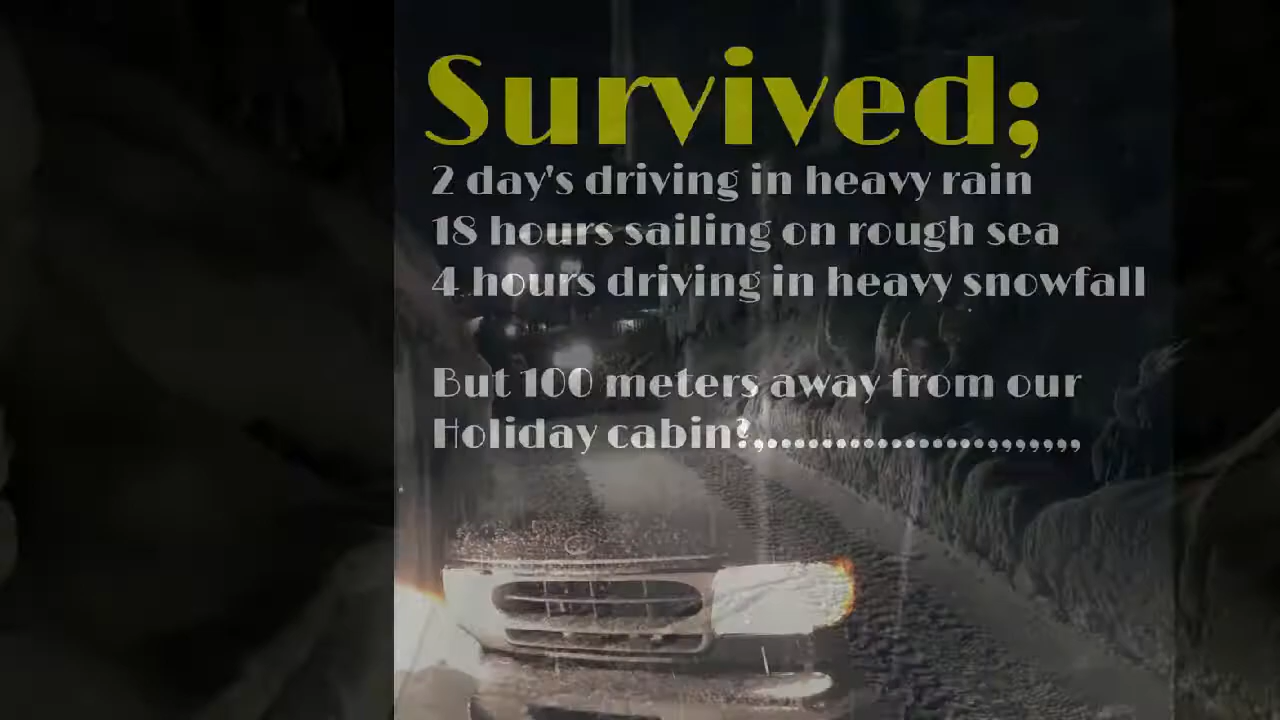 Survived;
2 day's driving in heavy rain
18 hours sailing on rough sea
4 hours driving in heavy snowfall
But 100 meters away from our
Holiday cabin?,.......................,,,,,,,